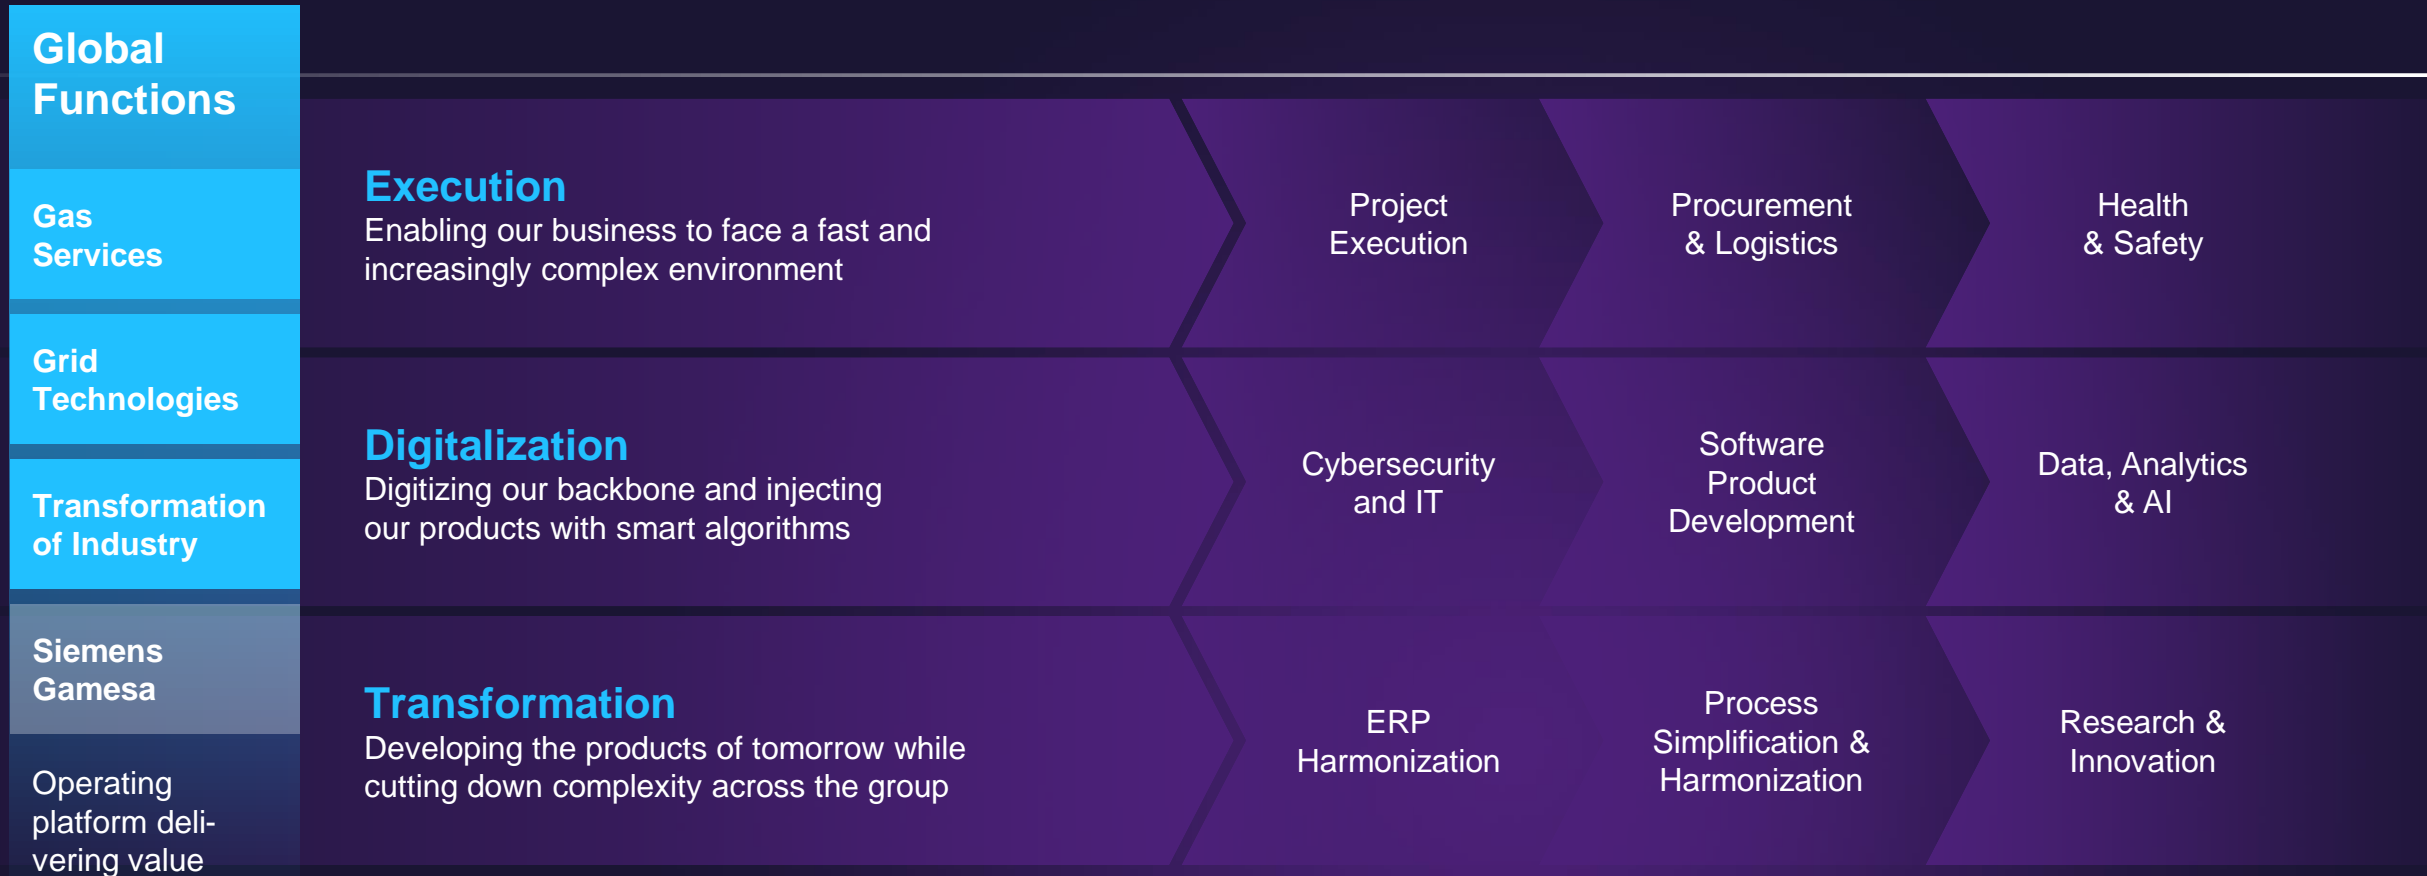 Global
Functions
Gas
Services
Grid
Technologies
Transformation
of Industry
Siemens
Gamesa
Operating
platform deli-
vering value
Execution
Enabling our business to face a fast and
increasingly complex environment
Project
Execution
Procurement
& Logistics
Health
& Safety
Digitalization
Digitizing our backbone and injecting
our products with smart algorithms
Cybersecurity
and IT
Software
Product
Development
Data, Analytics
& AI
Transformation
Developing the products of tomorrow while
cutting down complexity across the group
ERP
Harmonization
Process
Simplification &
Harmonization
Research &
Innovation